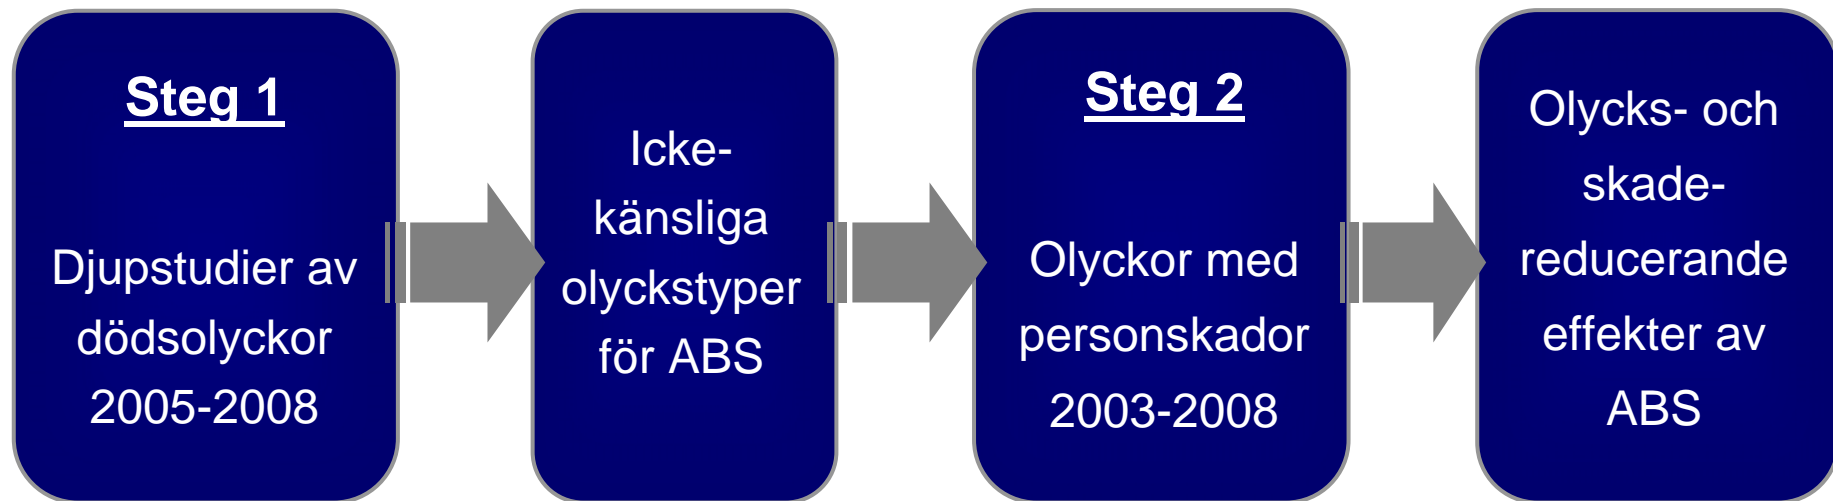 Steg 1
Djupstudier av
dödsolyckor
2005-2008
Icke-
känsliga
olyckstyper
för ABS
Steg 2
Olyckor med
personskador
2003-2008
Olycks- och
skade-
reducerande
effekter av
ABS